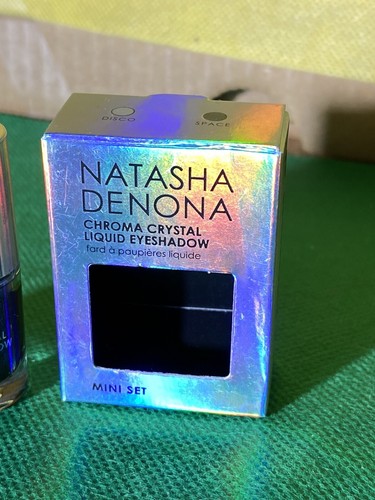 DISCO
SPACE
NATASHA
DENONA
CHROMA CRYSTAL
LIQUID EYESHADOW
fard à paupières liquide
MINI SET